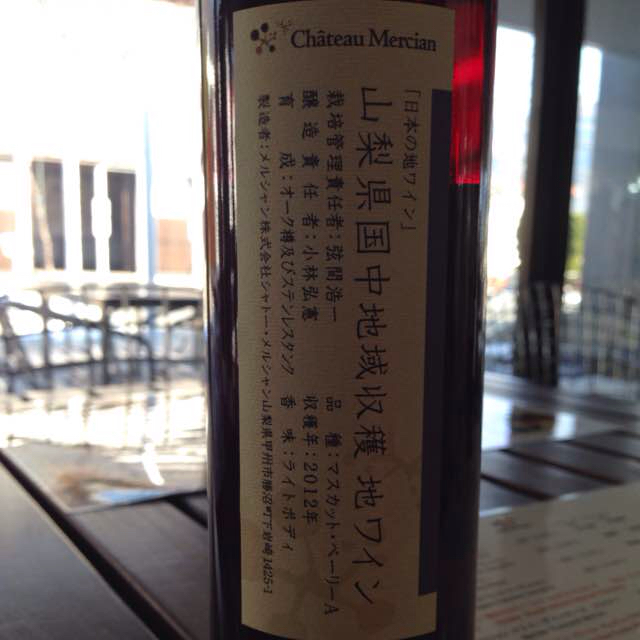 Château Mercian
「日本の地ワイン」
山梨県国中地域収穫 地ワイン
栽培管理責任者:弦間浩一 品種:マスカット・ベーリーA
醸造責任者:小林弘憲 収穫年:2012年
育成:オーク樽及びステンレスタンク 香味:ライトボディ
製造者:メルシャン株式会社シャトー・メルシャン山梨県甲州市勝沼町下岩崎1425-1